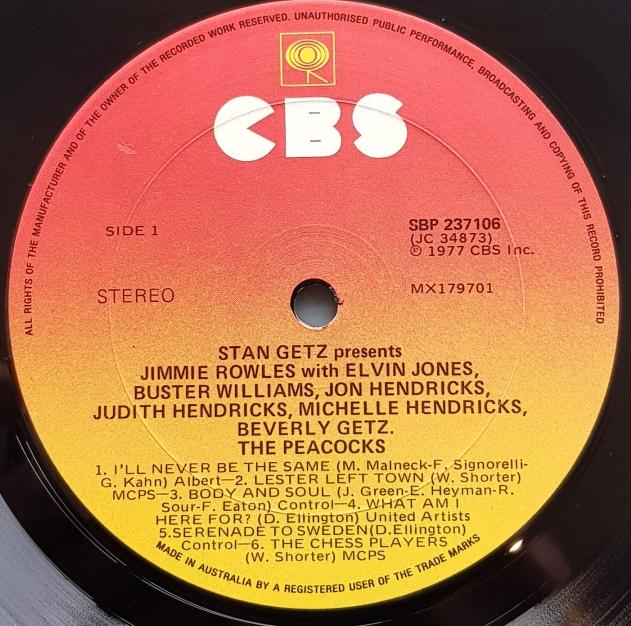 ALL RIGHTS OF THE MANUFACTURER AND OF THE OWNER OF THE RECORDED WORK RESERVED. UNAUTHORISED PUBLIC PERFORMANCE, BROADCASTING AND COPYING OF THIS RECORD PROHIBITED
CBS
SIDE 1
SBP 237106
(JC 34873)
℗ 1977 CBS Inc.
STEREO
MX179701
STAN GETZ presents
JIMMIE ROWLES with ELVIN JONES,
BUSTER WILLIAMS, JON HENDRICKS,
JUDITH HENDRICKS, MICHELLE HENDRICKS,
BEVERLY GETZ.
THE PEACOCKS
1. I'LL NEVER BE THE SAME (M. Malneck-F. Signorelli-
G. Kahn) Albert—2. LESTER LEFT TOWN (W. Shorter)
MCPS—3. BODY AND SOUL (J. Green-E. Heyman-R.
Sour-F. Eaton) Control—4. WHAT AM I
HERE FOR? (D. Ellington) United Artists
5.SERENADE TO SWEDEN(D.Ellington)
Control—6. THE CHESS PLAYERS
(W. Shorter) MCPS
MADE IN AUSTRALIA BY A REGISTERED USER OF THE TRADE MARKS